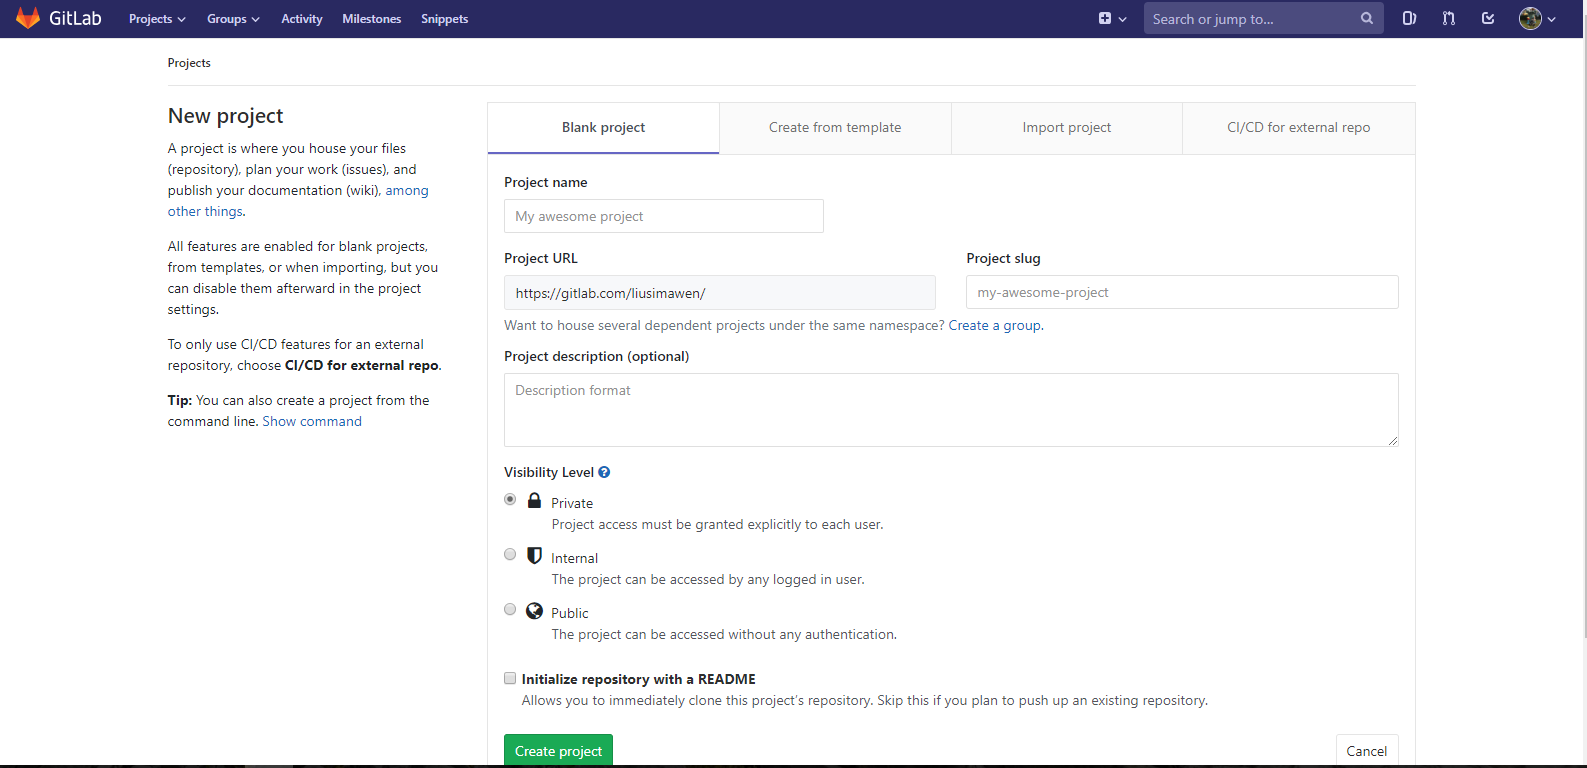 GitLab Projects Groups Activity Milestones Snippets Search or jump to...
Projects
New project
A project is where you house your files
(repository), plan your work (issues), and
publish your documentation (wiki), among
other things.
All features are enabled for blank projects,
from templates, or when importing, but you
can disable them afterward in the project
settings.
To only use CI/CD features for an external
repository, choose CI/CD for external repo.
Tip: You can also create a project from the
command line. Show command
Blank project Create from template Import project CI/CD for external repo
Project name
My awesome project
Project URL Project slug
https://gitlab.com/liusimawen/ my-awesome-project
Want to house several dependent projects under the same namespace? Create a group.
Project description (optional)
Description format
Visibility Level
Private
Project access must be granted explicitly to each user.
Internal
The project can be accessed by any logged in user.
Public
The project can be accessed without any authentication.
Initialize repository with a README
Allows you to immediately clone this project's repository. Skip this if you plan to push up an existing repository.
Create project Cancel